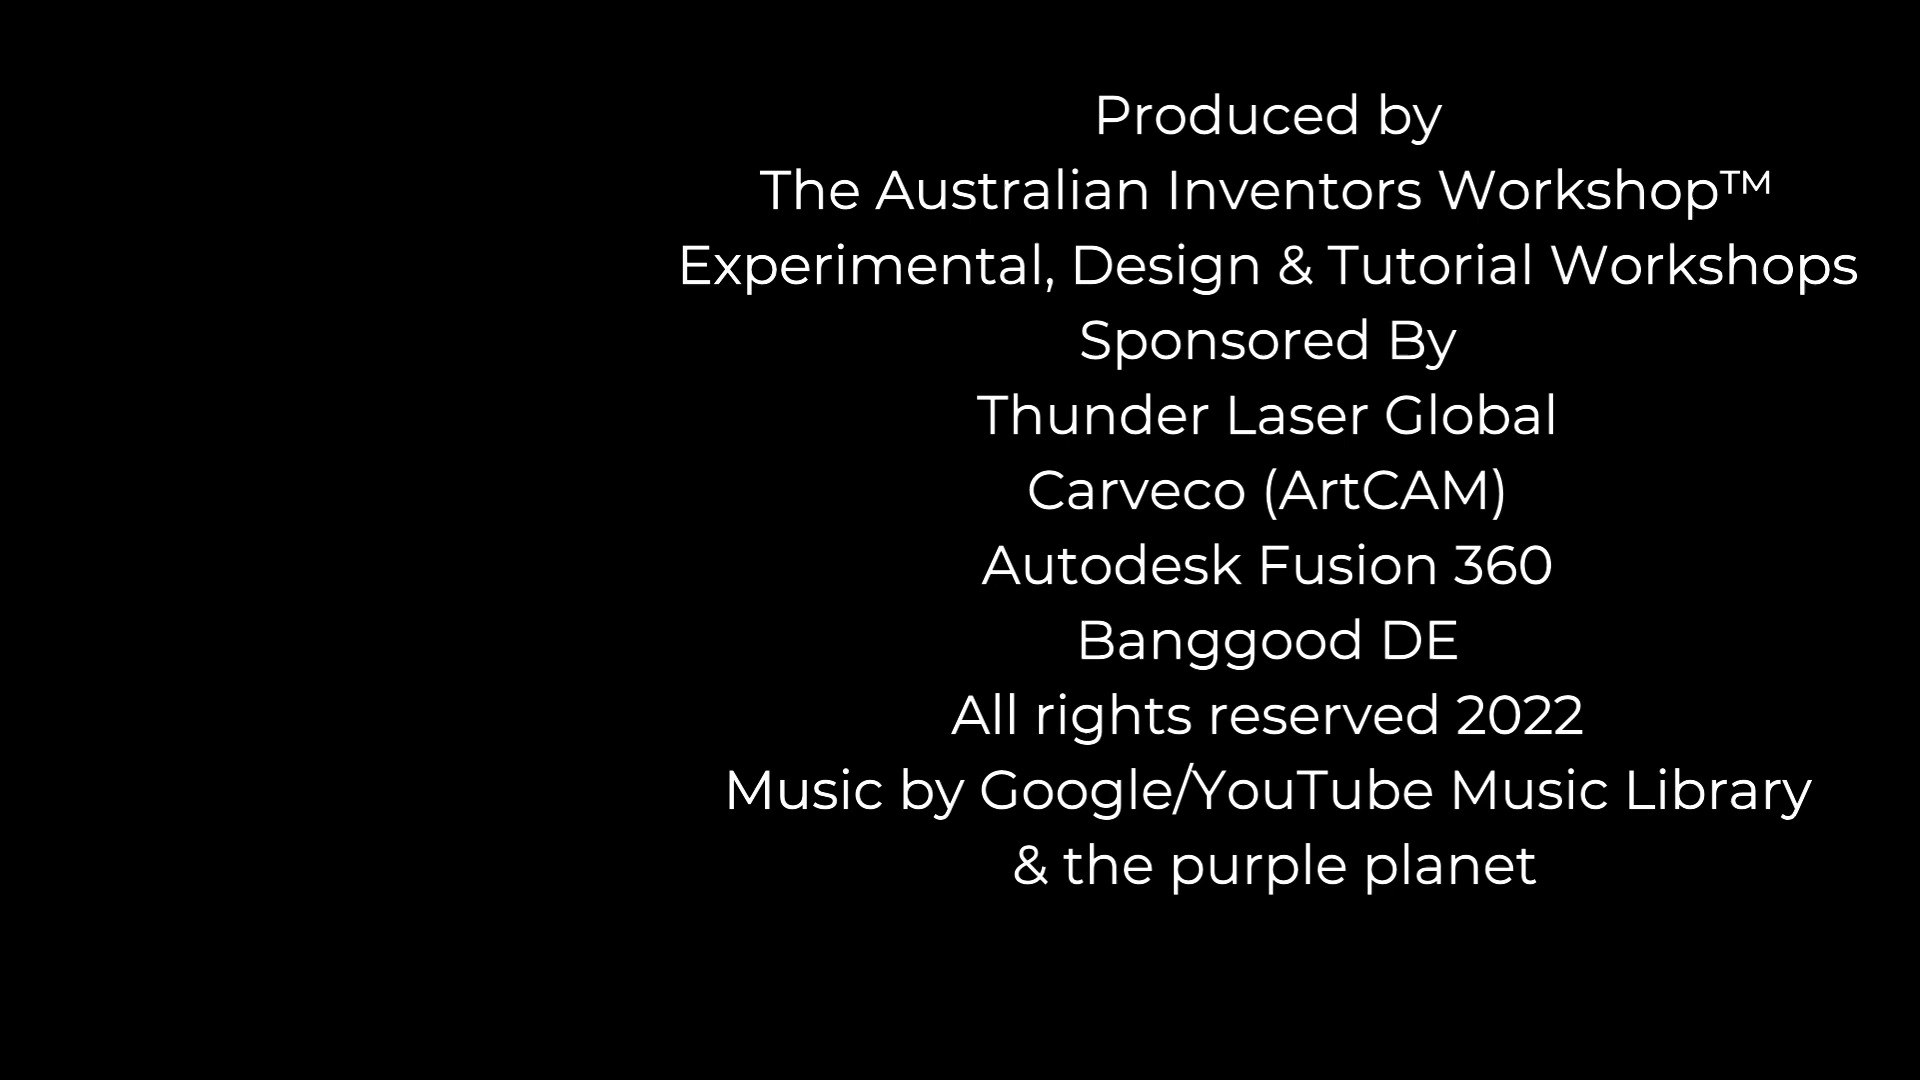 Produced by
The Australian Inventors Workshop™
Experimental, Design & Tutorial Workshops
Sponsored By
Thunder Laser Global
Carveco (ArtCAM)
Autodesk Fusion 360
Banggood DE
All rights reserved 2022
Music by Google/YouTube Music Library
& the purple planet